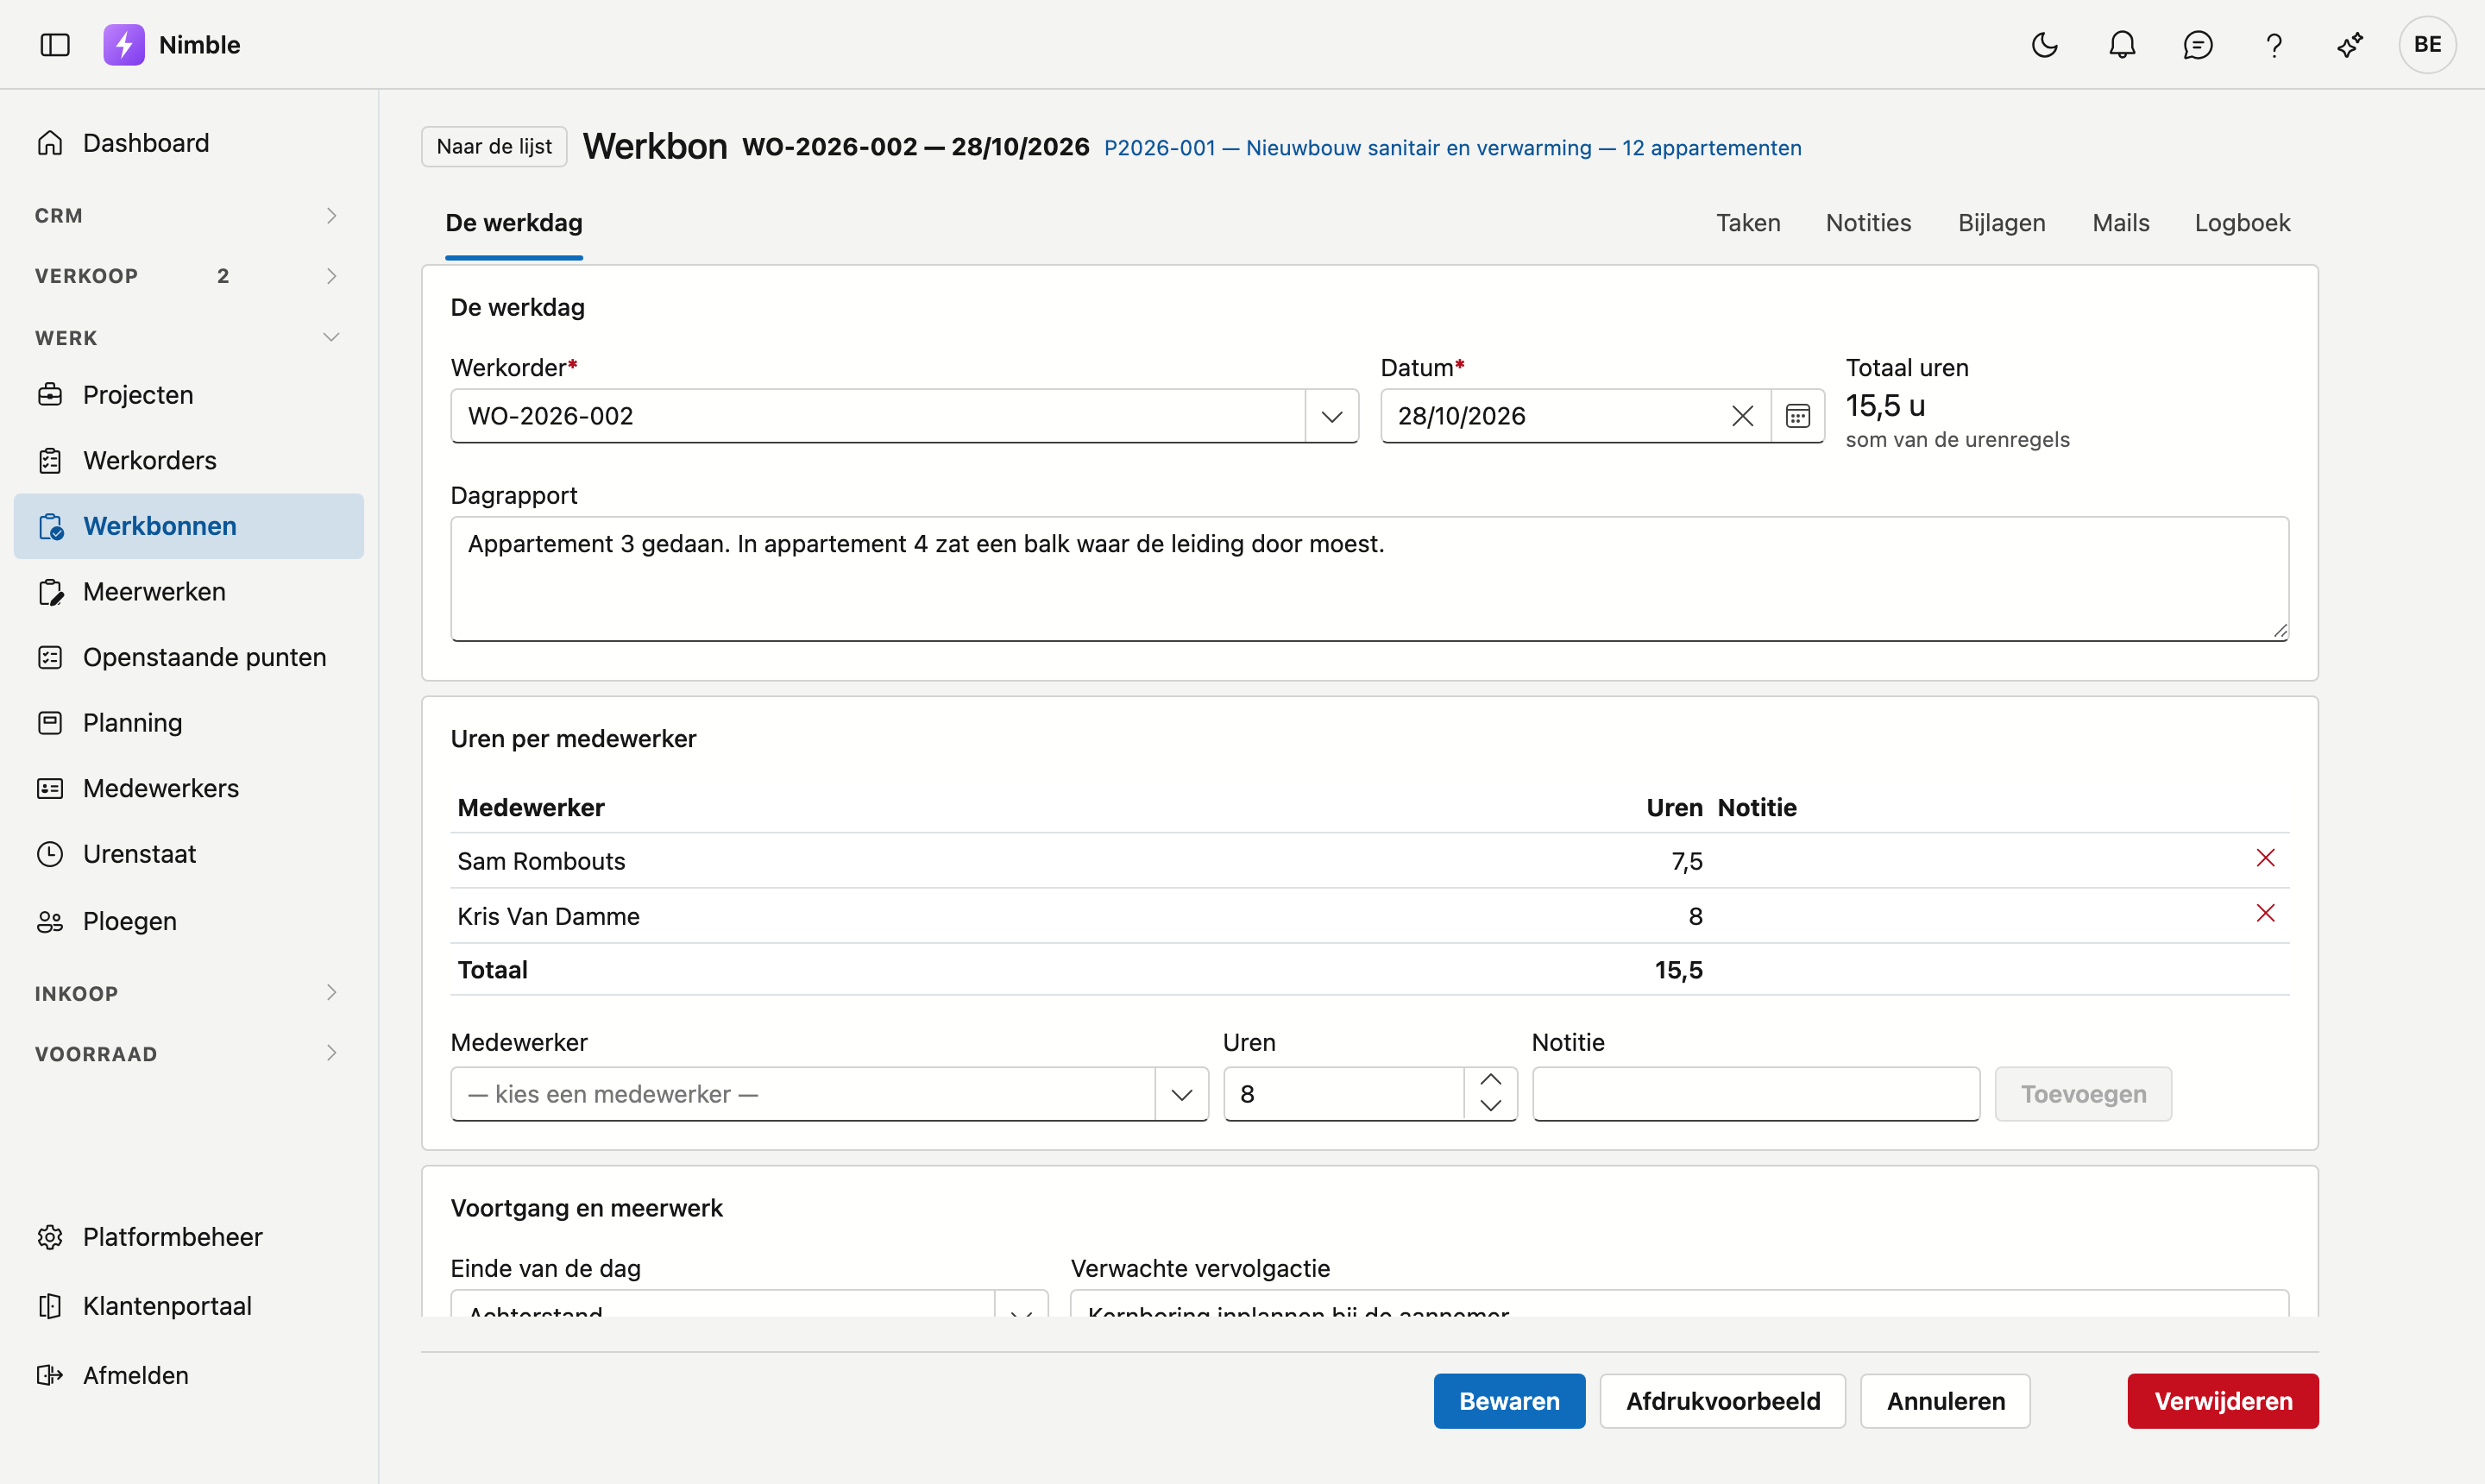 Nimble
BE
Dashboard
CRM
VERKOOP 2
WERK
Projecten
Werkorders
Werkbonnen
Meerwerken
Openstaande punten
Planning
Medewerkers
Urenstaat
Ploegen
INKOOP
VOORRAAD
Platformbeheer
Klantenportaal
Afmelden
Naar de lijst Werkbon WO-2026-002 — 28/10/2026 P2026-001 — Nieuwbouw sanitair en verwarming — 12 appartementen
De werkdag Taken Notities Bijlagen Mails Logboek
De werkdag
Werkorder* Datum* Totaal uren
WO-2026-002 28/10/2026 15,5 u
som van de urenregels
Dagrapport
Appartement 3 gedaan. In appartement 4 zat een balk waar de leiding door moest.
Uren per medewerker
Medewerker Uren Notitie
Sam Rombouts 7,5
Kris Van Damme 8
Totaal 15,5
Medewerker Uren Notitie
— kies een medewerker — 8 Toevoegen
Voortgang en meerwerk
Einde van de dag Verwachte vervolgactie
Achterstand Kernboring inplannen bij de aannemer
Bewaren Afdrukvoorbeeld Annuleren Verwijderen